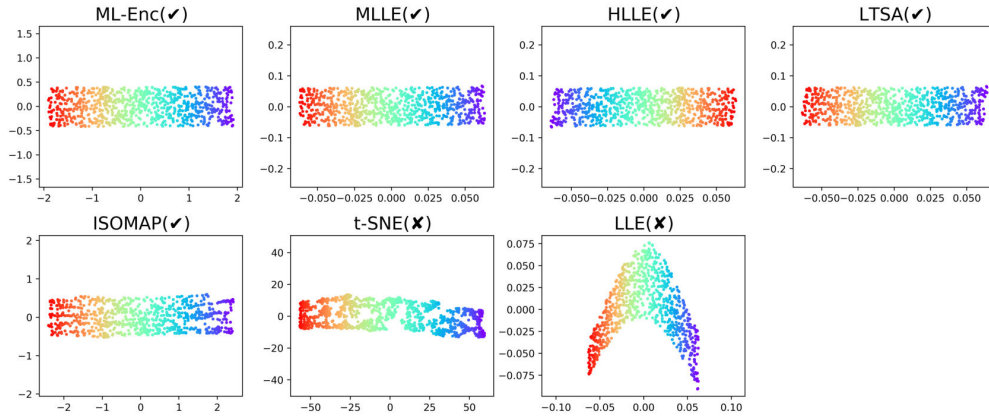 ML-Enc(✔) MLLE(✔) HLLE(✔) LTSA(✔)
1.5 0.2 0.2 0.2
1.0
0.5 0.1 0.1 0.1
0.0 0.0 0.0 0.0
−0.5 −0.1 −0.1 −0.1
−1.0
−1.5 −0.2 −0.2 −0.2
−2 −1 0 1 2 −0.050 −0.025 0.000 0.025 0.050 −0.050 −0.025 0.000 0.025 0.050 −0.050 −0.025 0.000 0.025 0.050
ISOMAP(✔) t-SNE(✘) LLE(✘)
2 40 0.075
1 20 0.050
0.025
0 0 0.000
−0.025
−1 −20 −0.050
−2 −40 −0.075
−2 −1 0 1 2 −50 −25 0 25 50 −0.10 −0.05 0.00 0.05 0.10